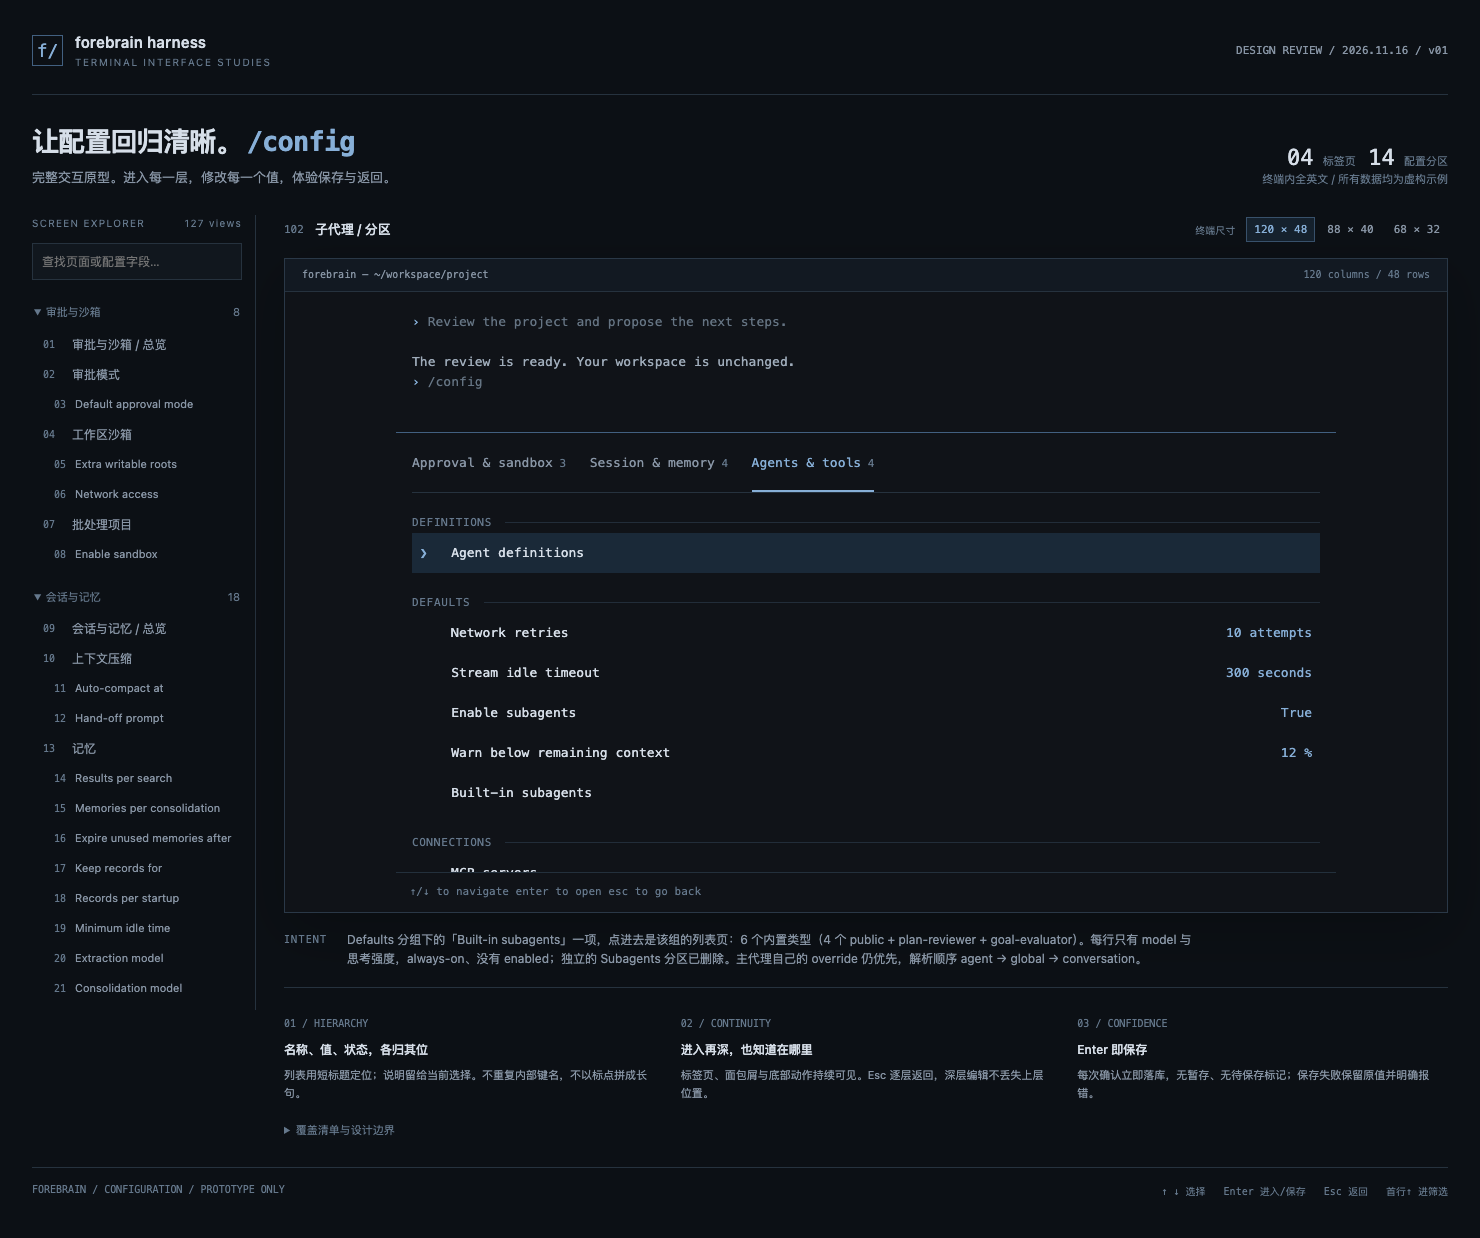 f/
forebrain harness
TERMINAL INTERFACE STUDIES
DESIGN REVIEW / 2026.11.16 / v01
让配置回归清晰。/config
完整交互原型。进入每一层，修改每一个值，体验保存与返回。
04 标签页 14 配置分区
终端内全英文 / 所有数据均为虚构示例
SCREEN EXPLORER 127 views
查找页面或配置字段...
▼ 审批与沙箱 8
01 审批与沙箱 / 总览
02 审批模式
03 Default approval mode
04 工作区沙箱
05 Extra writable roots
06 Network access
07 批处理项目
08 Enable sandbox
▼ 会话与记忆 18
09 会话与记忆 / 总览
10 上下文压缩
11 Auto-compact at
12 Hand-off prompt
13 记忆
14 Results per search
15 Memories per consolidation
16 Expire unused memories after
17 Keep records for
18 Records per startup
19 Minimum idle time
20 Extraction model
21 Consolidation model
102 子代理 / 分区
终端尺寸 120 × 48 88 × 40 68 × 32
forebrain — ~/workspace/project 120 columns / 48 rows
› Review the project and propose the next steps.
The review is ready. Your workspace is unchanged.
› /config
Approval & sandbox 3 Session & memory 4 Agents & tools 4
DEFINITIONS
❯ Agent definitions
DEFAULTS
Network retries 10 attempts
Stream idle timeout 300 seconds
Enable subagents True
Warn below remaining context 12 %
Built-in subagents
CONNECTIONS
MCP servers
↑/↓ to navigate enter to open esc to go back
INTENT Defaults 分组下的「Built-in subagents」一项，点进去是该组的列表页：6 个内置类型（4 个 public + plan-reviewer + goal-evaluator）。每行只有 model 与
思考强度，always-on、没有 enabled；独立的 Subagents 分区已删除。主代理自己的 override 仍优先，解析顺序 agent → global → conversation。
01 / HIERARCHY
名称、值、状态，各归其位
列表用短标题定位；说明留给当前选择。不重复内部键名，不以标点拼成长
句。
02 / CONTINUITY
进入再深，也知道在哪里
标签页、面包屑与底部动作持续可见。Esc 逐层返回，深层编辑不丢失上层
位置。
03 / CONFIDENCE
Enter 即保存
每次确认立即落库，无暂存、无待保存标记；保存失败保留原值并明确报
错。
▶ 覆盖清单与设计边界
FOREBRAIN / CONFIGURATION / PROTOTYPE ONLY
↑ ↓ 选择 Enter 进入/保存 Esc 返回 首行↑ 进筛选